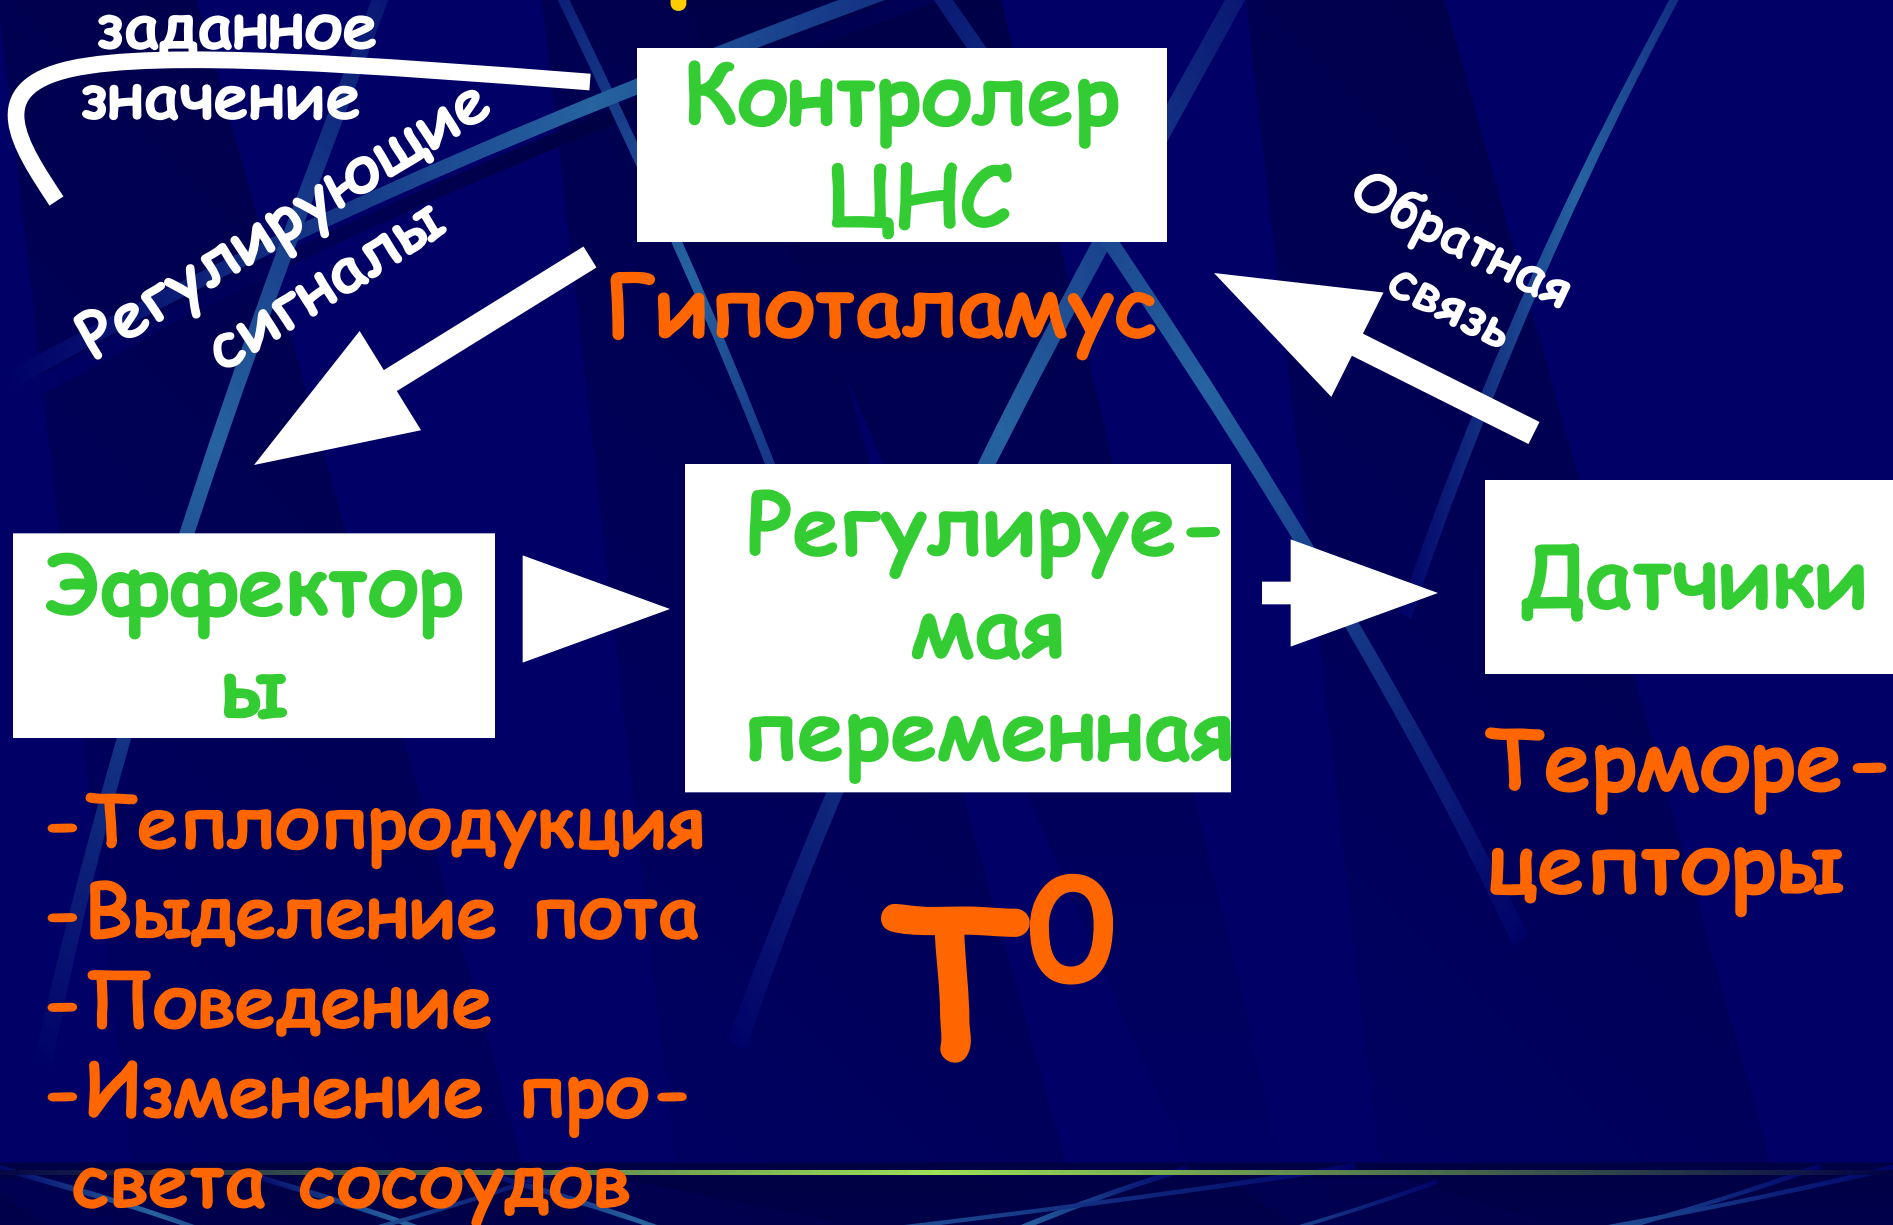 заданное
значение
Контролер
ЦНС
Гипоталамус
Регулирующие
сигналы
Обратная
связь
Эффектор
ы
Регулируе-
мая
переменная
Датчики
-Теплопродукция
-Выделение пота
-Поведение
-Изменение про-
света сосоудов
Т⁰
Терморе-
цепторы